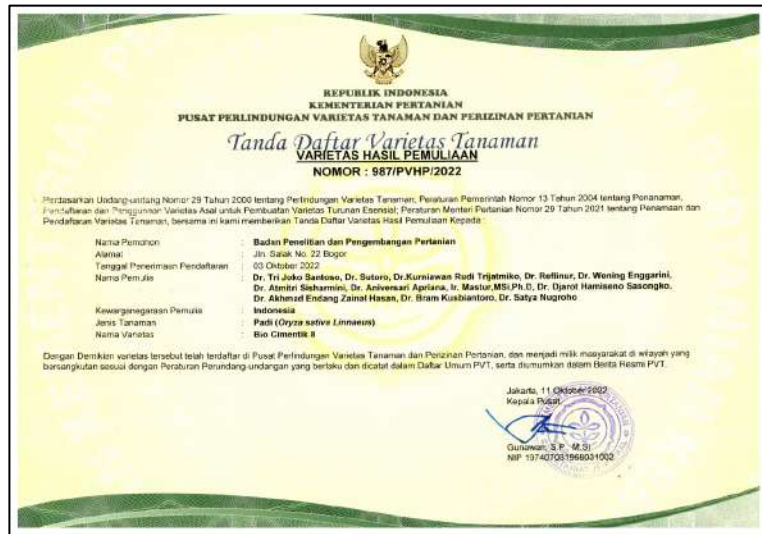 REPUBLIK INDONESIA
KEMENTERIAN PERTANIAN
PUSAT PERLINDUNGAN VARIETAS TANAMAN DAN PERIZINAN PERTANIAN
Tanda Daftar Varietas Tanaman
VARIETAS HASIL PEMULIAAN
NOMOR : 987/PVHP/2022
Berdasarkan Undang-undang Nomor 29 Tahun 2000 tentang Perlindungan Varietas Tanaman, Peraturan Pemerintah Nomor 13 Tahun 2004 tentang Penamaan,
Pendaftaran dan Penggunaan Varietas Asal untuk Pembuatan Varietas Turunan Esensial; Peraturan Menteri Pertanian Nomor 29 Tahun 2021 tentang Penamaan dan
Pendaftaran Varietas Tanaman, bersama ini kami memberikan Tanda Daftar Varietas Hasil Pemuliaan Kepada :
Nama Pemohon : Badan Penelitian dan Pengembangan Pertanian
Alamat : Jln. Salak No. 22 Bogor
Tanggal Penerimaan Pendaftaran : 03 Oktober 2022
Nama Pemulia : Dr. Tri Joko Santoso, Dr. Sutoro, Dr.Kurniawan Rudi Trijatmiko, Dr. Reflinur, Dr. Wening Enggarini,
Dr. Atmitri Sisharmini, Dr. Aniversari Apriana, Ir. Mastur,MSi,Ph.D, Dr. Djarot Hamiseno Sasongko,
Dr. Akhmad Endang Zainal Hasan, Dr. Bram Kusbiantoro, Dr. Satya Nugroho
Kewarganegaraan Pemulia : Indonesia
Jenis Tanaman : Padi (Oryza sativa Linnaeus)
Nama Varietas : Bio Cimentik II
Dengan Demikian varietas tersebut telah terdaftar di Pusat Perlindungan Varietas Tanaman dan Perizinan Pertanian, dan menjadi milik masyarakat di wilayah yang
bersangkutan sesuai dengan Peraturan Perundang-undangan yang berlaku dan dicatat dalam Daftar Umum PVT, serta diumumkan dalam Berita Resmi PVT.
Jakarta, 11 Oktober 2022
Kepala Pusat
Gunawan, S.P., M.Si
NIP